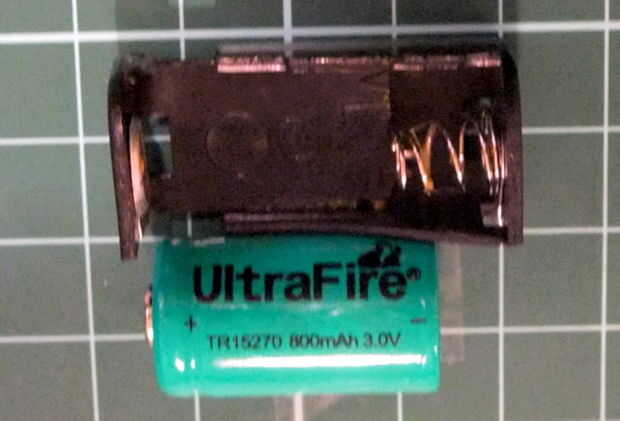 UltraFire®
+ −
TR15270 800mAh 3.0V